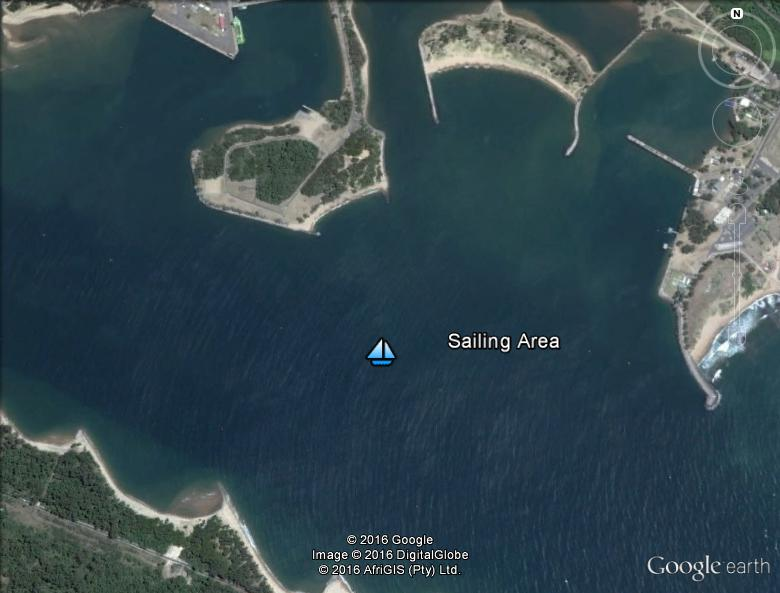 N
Sailing Area
© 2016 Google
Image © 2016 DigitalGlobe
© 2016 AfriGIS (Pty) Ltd.
Google earth